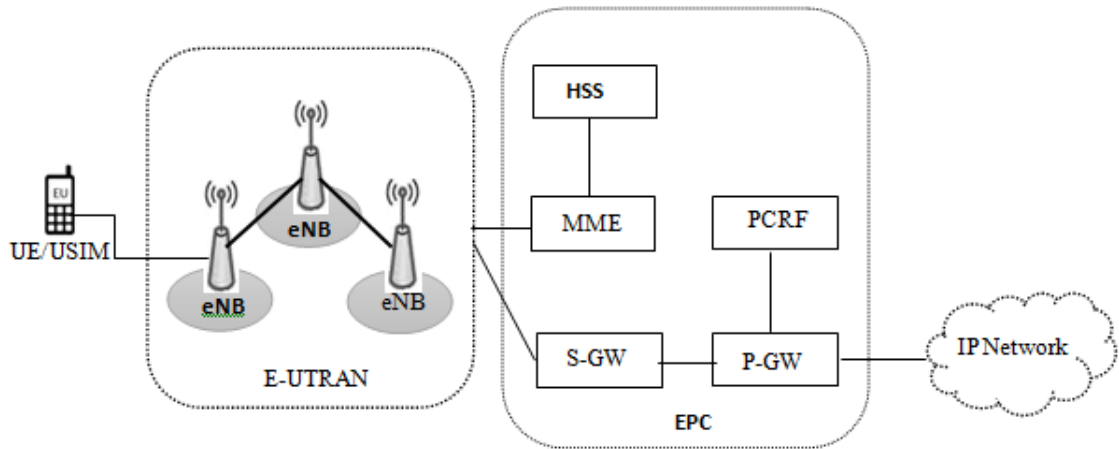 HSS
EU
MME
PCRF
UE/USIM
eNB
eNB
eNB
S-GW
P-GW
IP Network
E-UTRAN
EPC